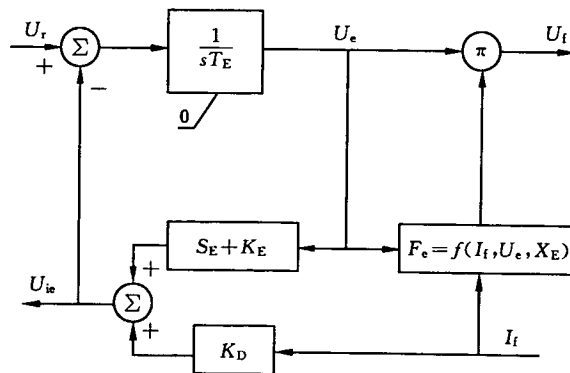 U_r
+
Σ
−
1
sT_E
0
U_e
π
U_f
S_E + K_E
F_e = f(I_f, U_e, X_E)
+
U_ie
Σ
+
K_D
I_f